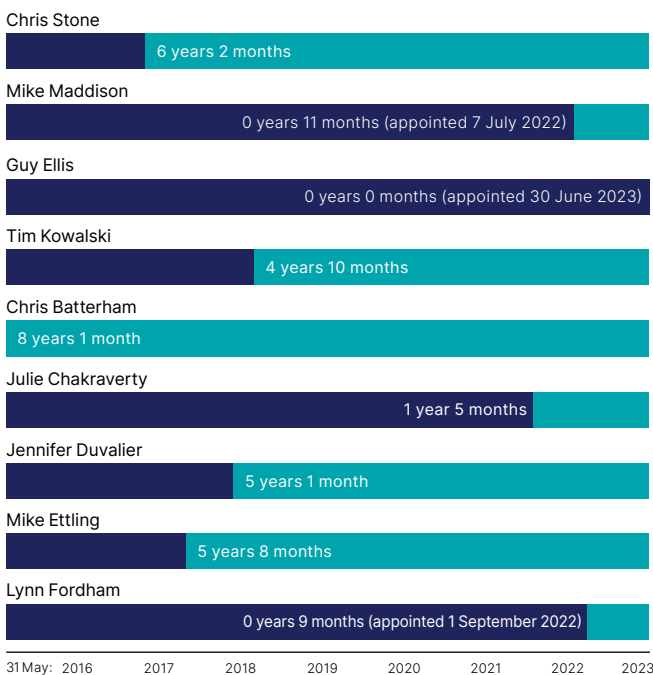 Chris Stone
6 years 2 months
Mike Maddison
0 years 11 months (appointed 7 July 2022)
Guy Ellis
0 years 0 months (appointed 30 June 2023)
Tim Kowalski
4 years 10 months
Chris Batterham
8 years 1 month
Julie Chakraverty
1 year 5 months
Jennifer Duvalier
5 years 1 month
Mike Ettling
5 years 8 months
Lynn Fordham
0 years 9 months (appointed 1 September 2022)
31 May: 2016 2017 2018 2019 2020 2021 2022 2023